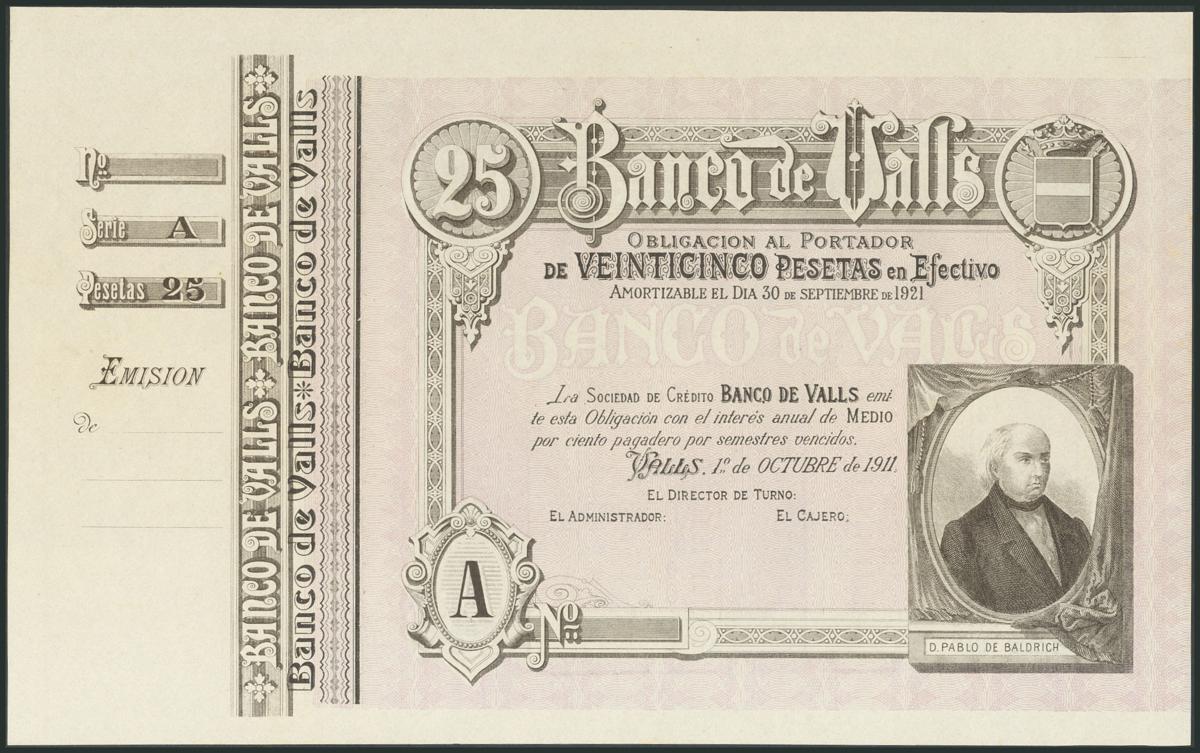 Nº
Serie A
Pesetas 25
EMISION
de
BANCO DE VALLS BANCO DE VALLS
Banco de Valls*Banco de Valls
25 Banco de Valls
OBLIGACION AL PORTADOR
DE VEINTICINCO PESETAS en Efectivo
AMORTIZABLE EL DIA 30 DE SEPTIEMBRE DE 1921
BANCO de VALLS
La SOCIEDAD DE CRÉDITO BANCO DE VALLS emi-
te esta Obligación con el interés anual de MEDIO
por ciento pagadero por semestres vencidos.
VALLS, 1º de OCTUBRE de 1911.
EL DIRECTOR DE TURNO:
EL ADMINISTRADOR: EL CAJERO;
A
Nº
D. PABLO DE BALDRICH